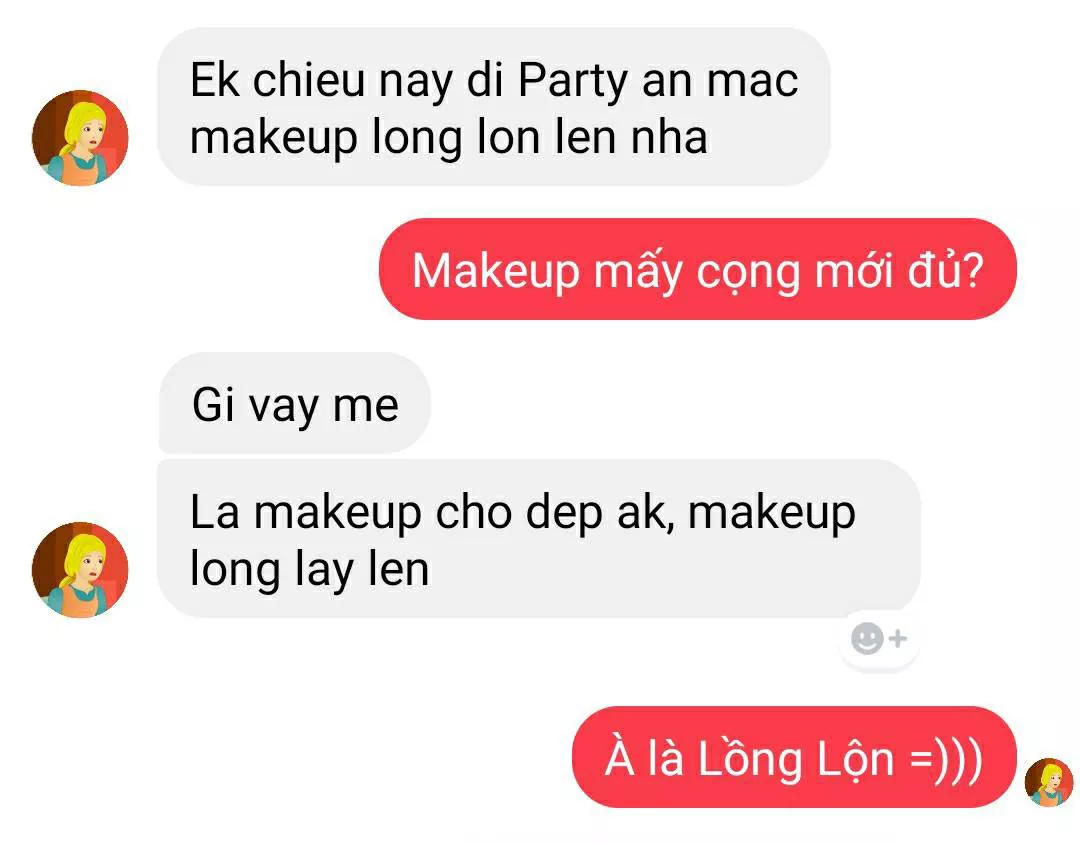 Ek chieu nay di Party an mac
makeup long lon len nha
Makeup mấy cọng mới đủ?
Gi vay me
La makeup cho dep ak, makeup
long lay len
À là Lồng Lộn =)))